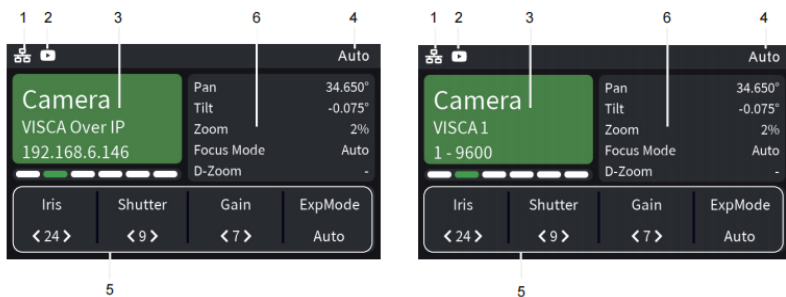 1 2 3 6 4
Auto
Camera
VISCA Over IP
192.168.6.146
Pan 34.650°
Tilt -0.075°
Zoom 2%
Focus Mode Auto
D-Zoom -
Iris Shutter Gain ExpMode
<24> <9> <7> Auto
5
1 2 3 6 4
Auto
Camera
VISCA1
1 - 9600
Pan 34.650°
Tilt -0.075°
Zoom 2%
Focus Mode Auto
D-Zoom -
Iris Shutter Gain ExpMode
<24> <9> <7> Auto
5